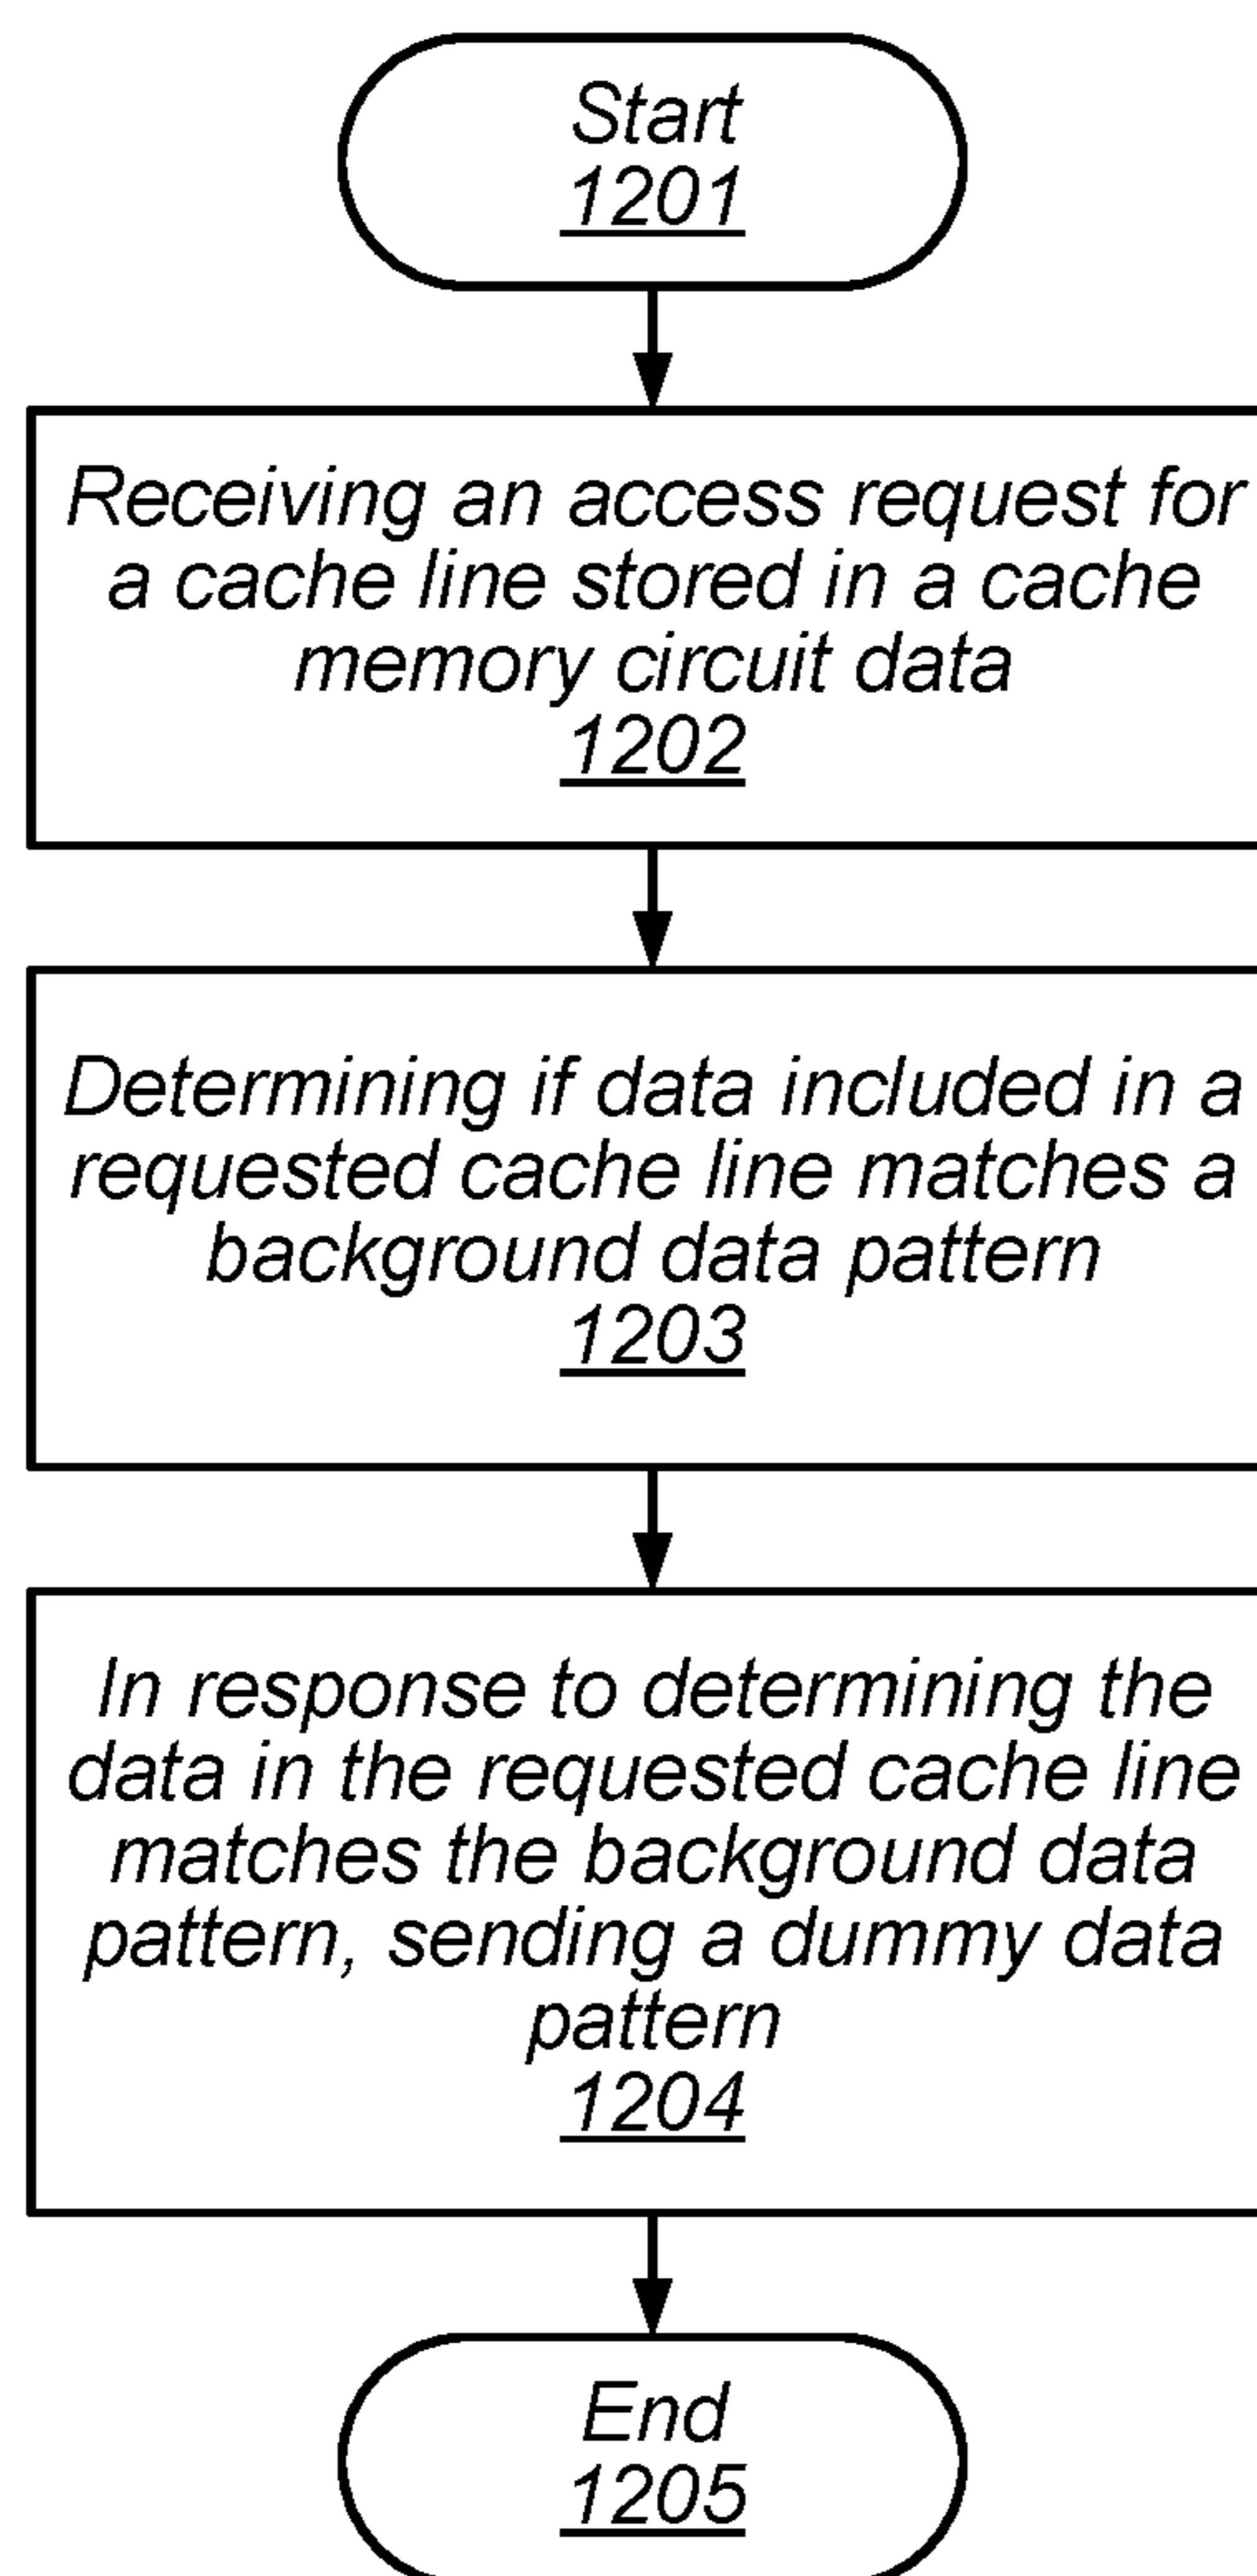 Start
1201
Receiving an access request for
a cache line stored in a cache
memory circuit data
1202
Determining if data included in a
requested cache line matches a
background data pattern
1203
In response to determining the
data in the requested cache line
matches the background data
pattern, sending a dummy data
pattern
1204
End
1205